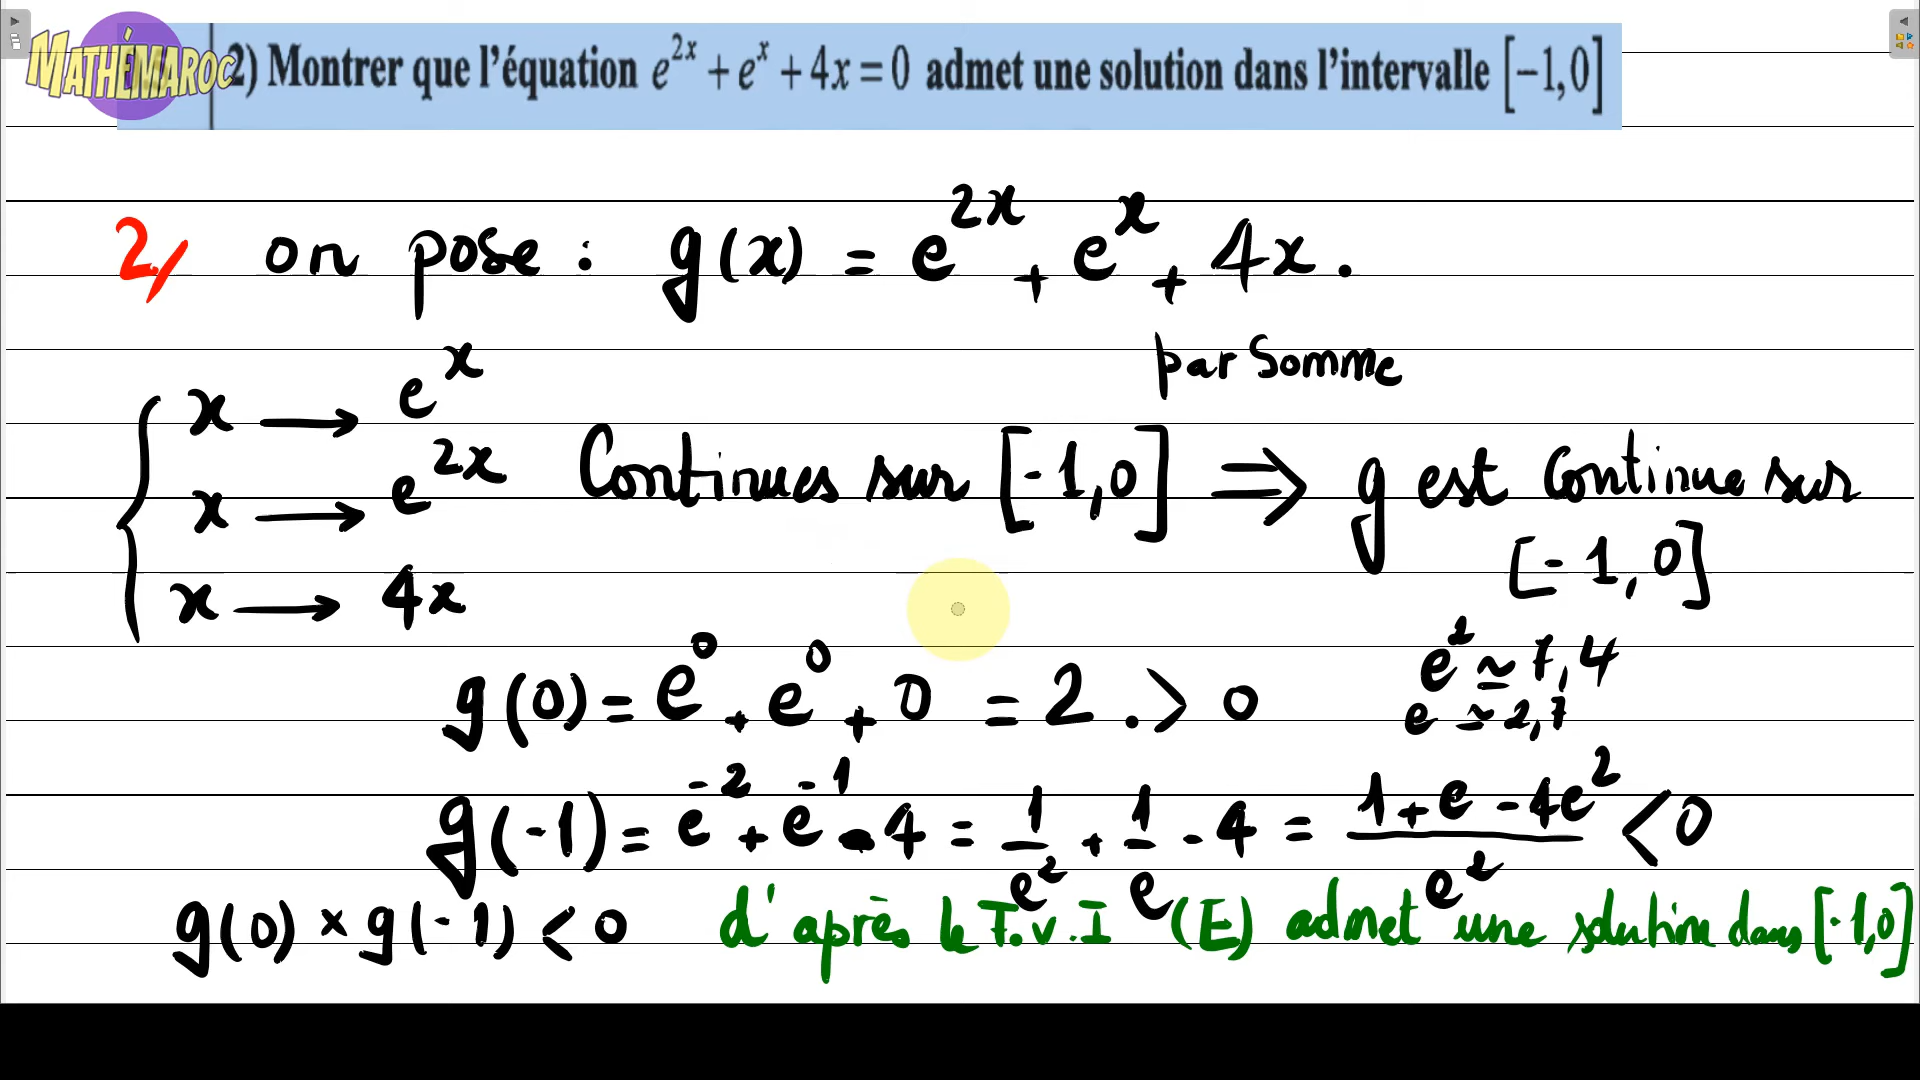 MATHÉMAROC
2) Montrer que l'équation e^{2x} + e^x + 4x = 0 admet une solution dans l'intervalle [-1,0]
2/ on pose : g(x) = e^{2x} + e^x + 4x .
par Somme
x → e^x
x → e^{2x} Continues sur [-1,0] ⇒ g est Continue sur
[-1,0]
x → 4x
e^2 ≃ 7,4
g(0) = e^0 + e^0 + 0 = 2 . > 0
e ≃ 2,7
g(-1) = e^{-2} + e^{-1} - 4 = 1/e^2 + 1/e - 4 = (1 + e - 4e^2)/e^2 < 0
g(0) × g(-1) < 0 d'après le T.V.I (E) admet une solution dans [-1,0]